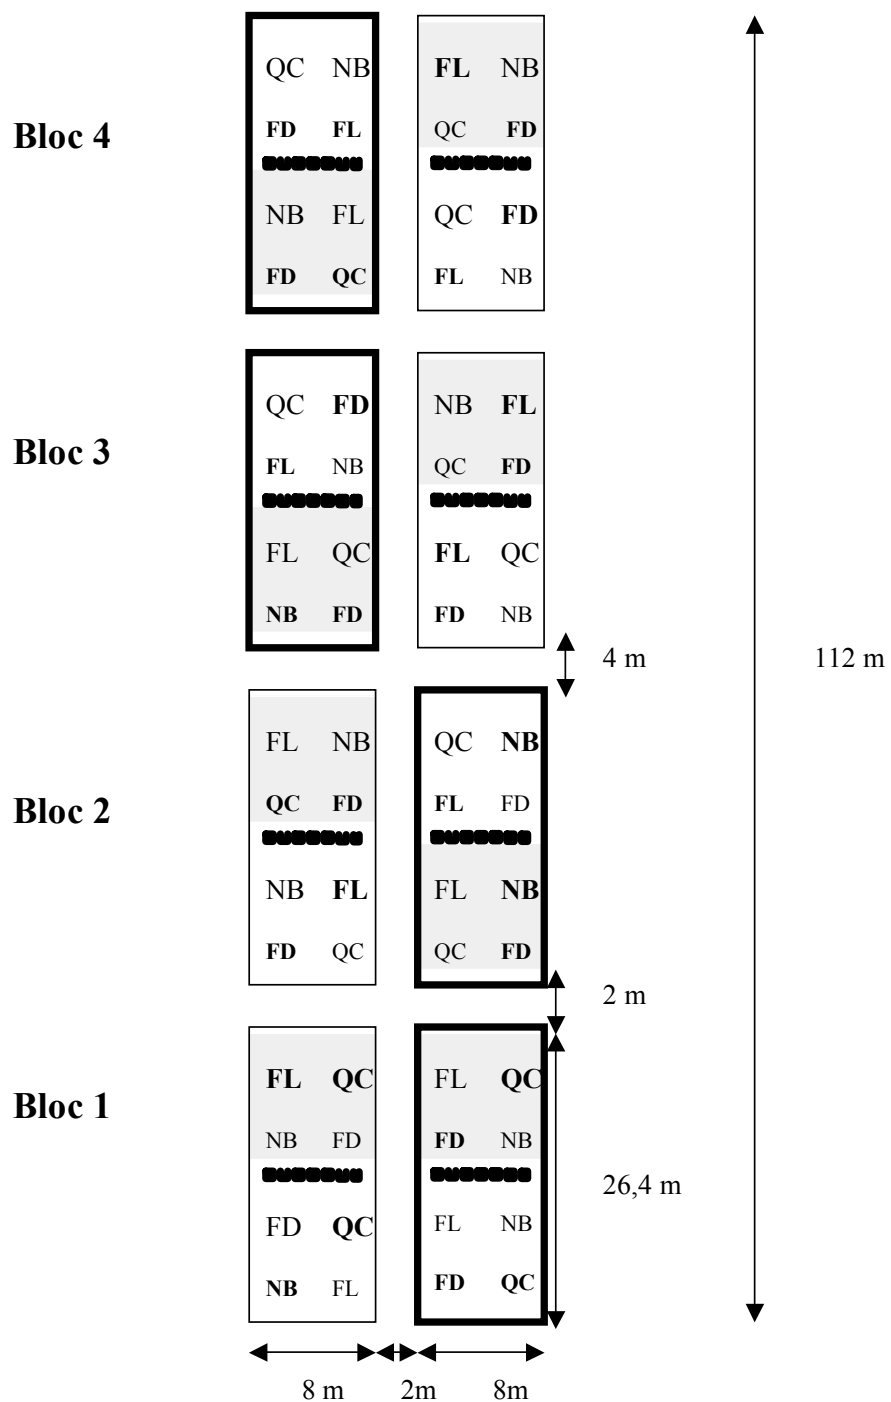 QC NB FL NB
Bloc 4
FD FL QC FD
NB FL QC FD
FD QC FL NB
QC FD NB FL
Bloc 3
FL NB QC FD
FL QC FL QC
NB FD FD NB
4 m 112 m
FL NB QC NB
Bloc 2
QC FD FL FD
NB FL FL NB
FD QC QC FD
2 m
FL QC FL QC
Bloc 1
NB FD FD NB
26,4 m
FD QC FL NB
NB FL FD QC
8 m 2m 8m